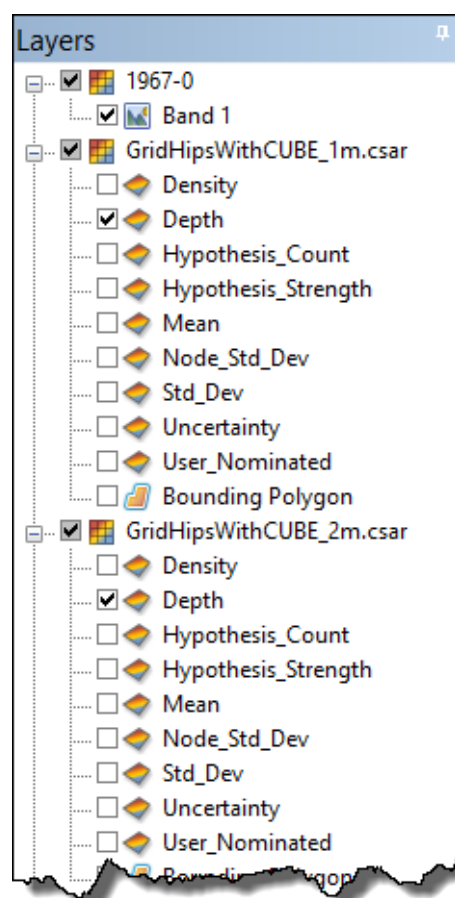 Layers
1967-0
Band 1
GridHipsWithCUBE_1m.csar
Density
Depth
Hypothesis_Count
Hypothesis_Strength
Mean
Node_Std_Dev
Std_Dev
Uncertainty
User_Nominated
Bounding Polygon
GridHipsWithCUBE_2m.csar
Density
Depth
Hypothesis_Count
Hypothesis_Strength
Mean
Node_Std_Dev
Std_Dev
Uncertainty
User_Nominated